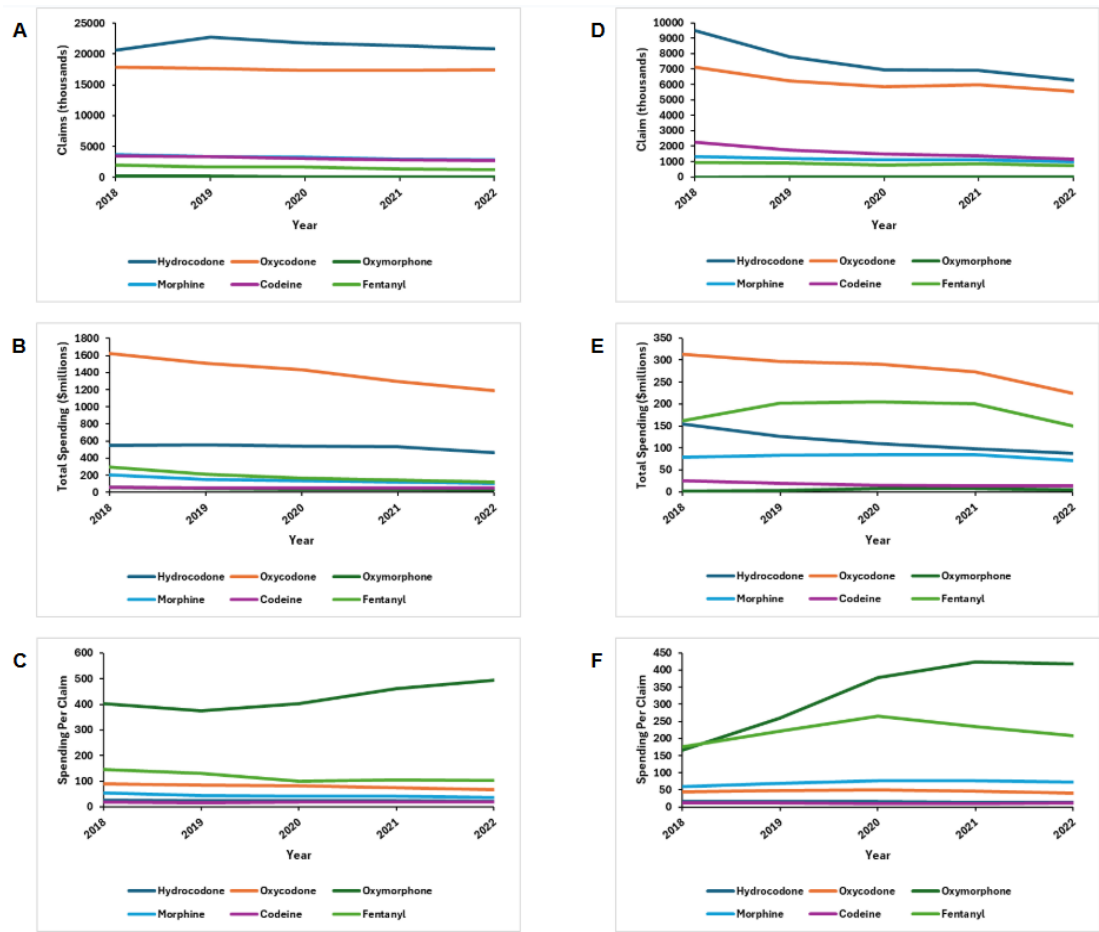 A
Claims (thousands)
25000
20000
15000
10000
5000
0
2018 2019 2020 2021 2022
Year
Hydrocodone Oxycodone Oxymorphone
Morphine Codeine Fentanyl
D
Claim (thousands)
10000
9000
8000
7000
6000
5000
4000
3000
2000
1000
0
2018 2019 2020 2021 2022
Year
Hydrocodone Oxycodone Oxymorphone
Morphine Codeine Fentanyl
B
Total Spending ($millions)
1800
1600
1400
1200
1000
800
600
400
200
0
2018 2019 2020 2021 2022
Year
Hydrocodone Oxycodone Oxymorphone
Morphine Codeine Fentanyl
E
Total Spending ($millions)
350
300
250
200
150
100
50
0
2018 2019 2020 2021 2022
Year
Hydrocodone Oxycodone Oxymorphone
Morphine Codeine Fentanyl
C
Spending Per Claim
600
500
400
300
200
100
0
2018 2019 2020 2021 2022
Year
Hydrocodone Oxycodone Oxymorphone
Morphine Codeine Fentanyl
F
Spending Per Claim
450
400
350
300
250
200
150
100
50
0
2018 2019 2020 2021 2022
Year
Hydrocodone Oxycodone Oxymorphone
Morphine Codeine Fentanyl